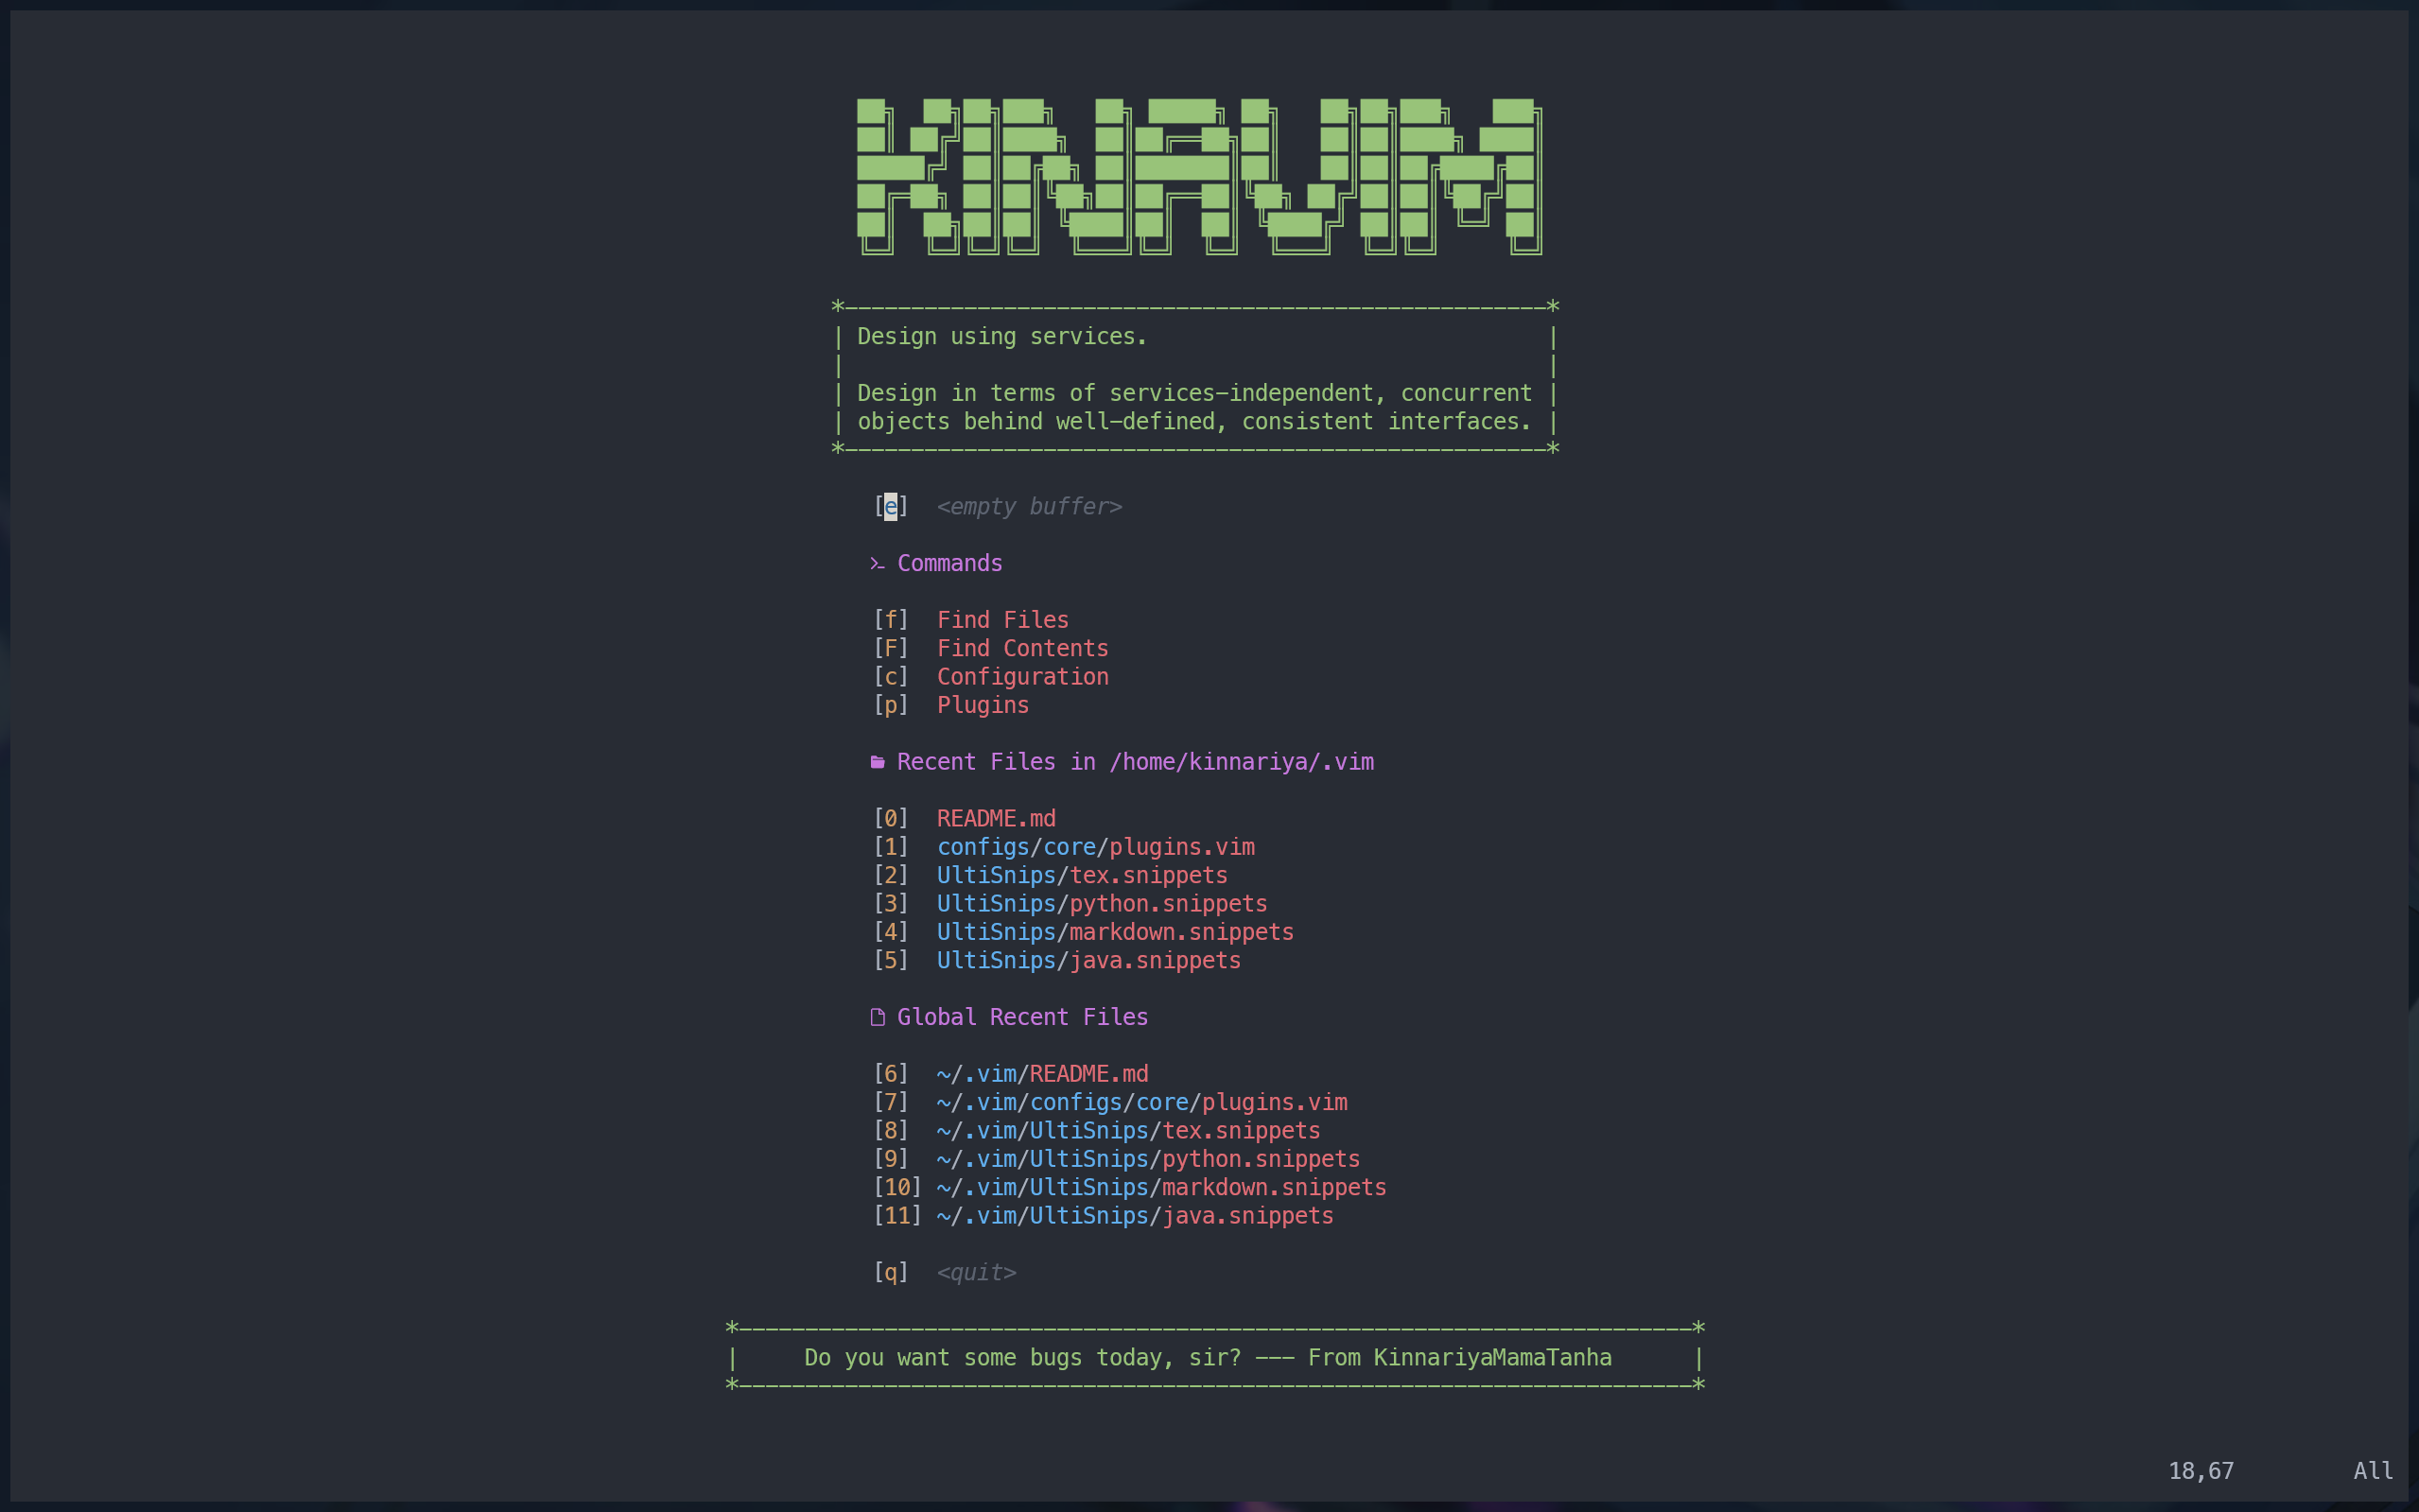 KINAVIM
*-----------------------------------------------------*
| Design using services. |
| |
| Design in terms of services-independent, concurrent |
| objects behind well-defined, consistent interfaces. |
*-----------------------------------------------------*
[e] <empty buffer>
Commands
[f] Find Files
[F] Find Contents
[c] Configuration
[p] Plugins
Recent Files in /home/kinnariya/.vim
[0] README.md
[1] configs/core/plugins.vim
[2] UltiSnips/tex.snippets
[3] UltiSnips/python.snippets
[4] UltiSnips/markdown.snippets
[5] UltiSnips/java.snippets
Global Recent Files
[6] ~/.vim/README.md
[7] ~/.vim/configs/core/plugins.vim
[8] ~/.vim/UltiSnips/tex.snippets
[9] ~/.vim/UltiSnips/python.snippets
[10] ~/.vim/UltiSnips/markdown.snippets
[11] ~/.vim/UltiSnips/java.snippets
[q] <quit>
*------------------------------------------------------------------------*
| Do you want some bugs today, sir? --- From KinnariyaMamaTanha |
*------------------------------------------------------------------------*
18,67 All